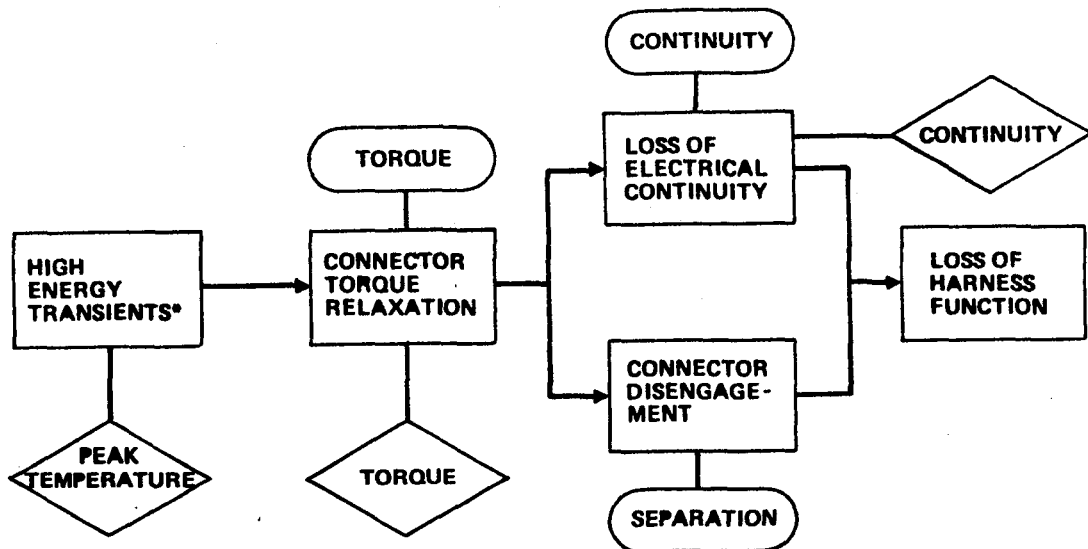 CONTINUITY
TORQUE
LOSS OF
ELECTRICAL
CONTINUITY
CONTINUITY
HIGH
ENERGY
TRANSIENTS*
CONNECTOR
TORQUE
RELAXATION
LOSS OF
HARNESS
FUNCTION
CONNECTOR
DISENGAGE-
MENT
PEAK
TEMPERATURE
TORQUE
SEPARATION